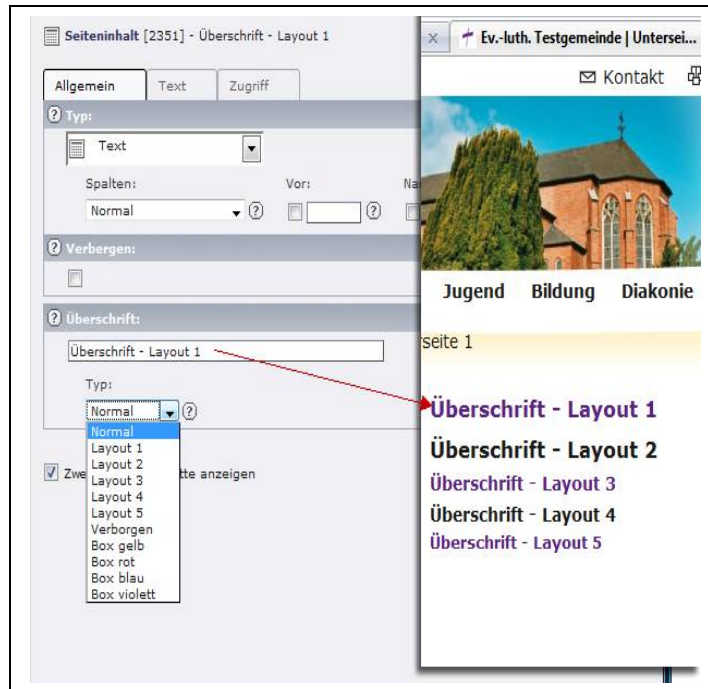 Seiteninhalt [2351] - Überschrift - Layout 1
Allgemein Text Zugriff
Typ:
Text
Spalten: Vor:
Normal
Verbergen:
Überschrift:
Überschrift - Layout 1
Typ:
Normal
Normal
Layout 1
Layout 2
Layout 3
Layout 4
Layout 5
Verborgen
Box gelb
Box rot
Box blau
Box violett
anzeigen
Ev.-luth. Testgemeinde | Untersei...
Kontakt
Jugend Bildung Diakonie
seite 1
Überschrift - Layout 1
Überschrift - Layout 2
Überschrift - Layout 3
Überschrift - Layout 4
Überschrift - Layout 5